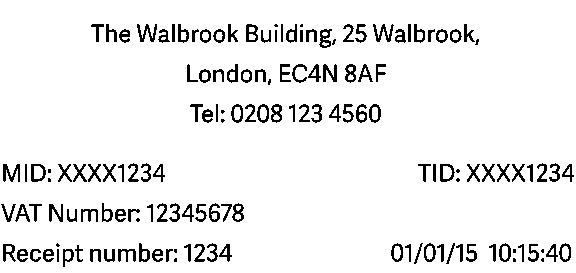 The Walbrook Building, 25 Walbrook,
London, EC4N 8AF
Tel: 0208 123 4560
MID: XXXX1234 TID: XXXX1234
VAT Number: 12345678
Receipt number: 1234 01/01/15 10:15:40